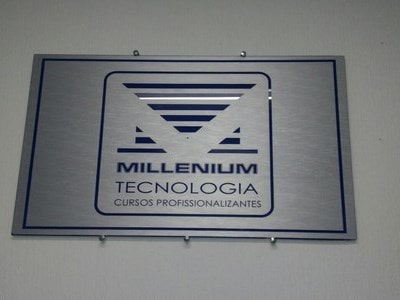 MILLENIUM
TECNOLOGIA
CURSOS PROFISSIONALIZANTES